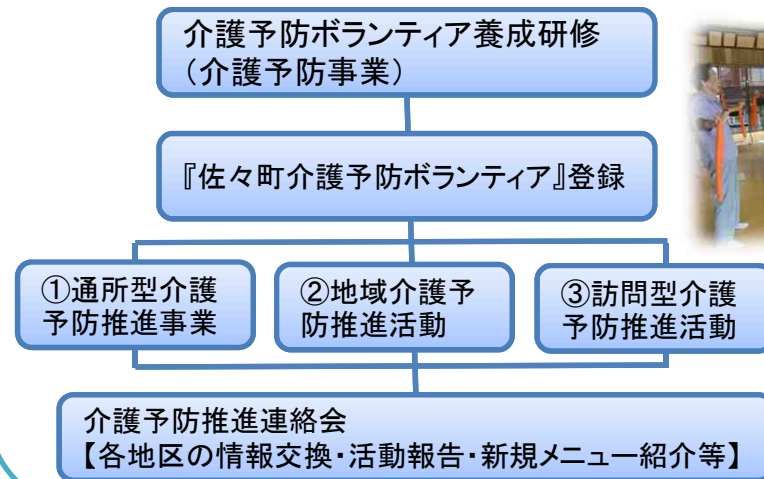 介護予防ボランティア養成研修
（介護予防事業）
『佐々町介護予防ボランティア』登録
①通所型介護
予防推進事業
②地域介護予
防推進活動
③訪問型介護
予防推進活動
介護予防推進連絡会
【各地区の情報交換・活動報告・新規メニュー紹介等】